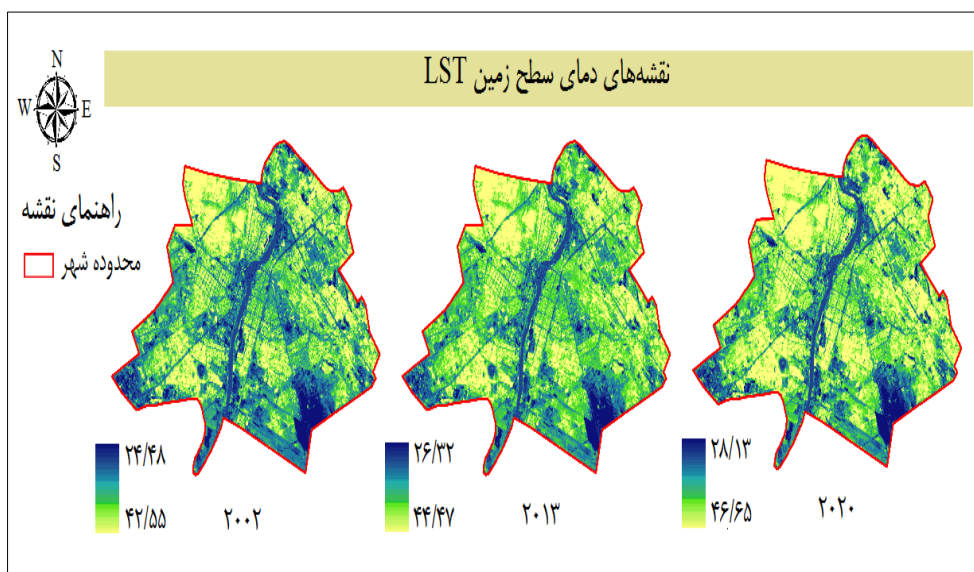 نقشه‌های دمای سطح زمین LST
N
W E
S
راهنمای نقشه
محدوده شهر
۲۴/۴۸
۴۲/۵۵
۲۰۰۲
۲۶/۳۲
۴۴/۴۷
۲۰۱۳
۲۸/۱۳
۴۶/۶۵
۲۰۲۰